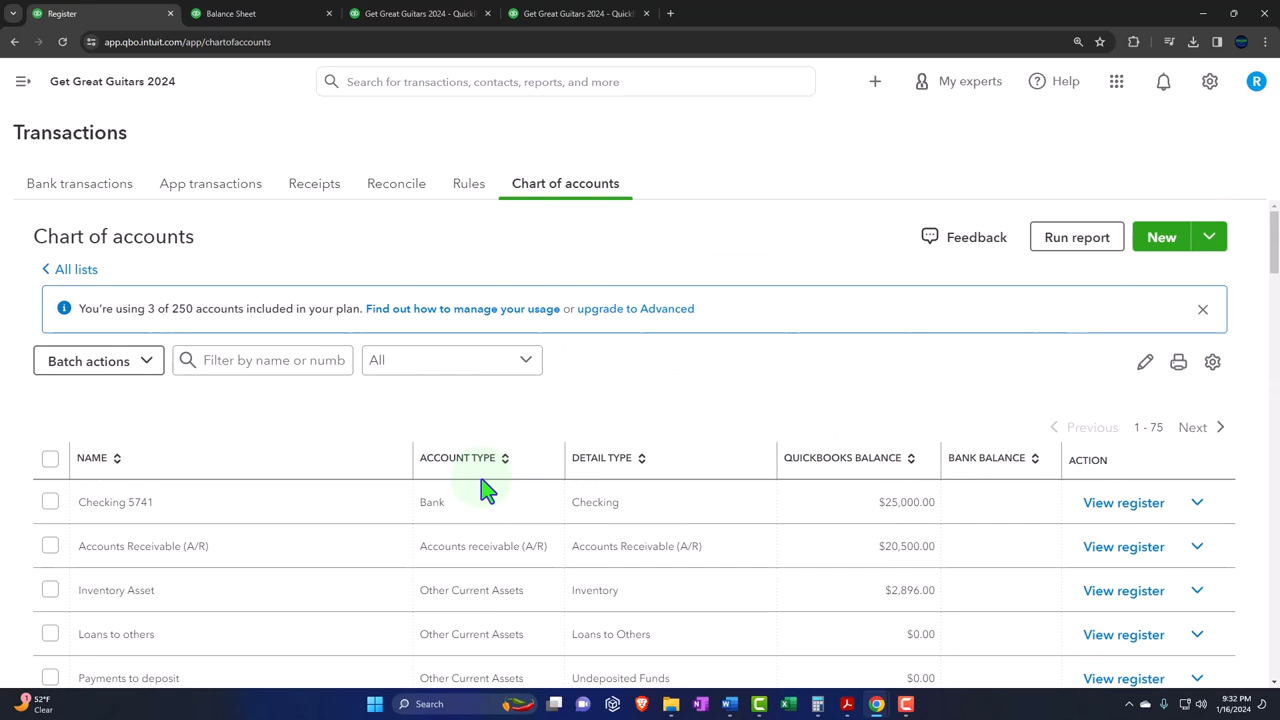 Register
Balance Sheet
Get Great Guitars 2024 - QuickB
Get Great Guitars 2024 - QuickB
app.qbo.intuit.com/app/chartofaccounts
Get Great Guitars 2024
Search for transactions, contacts, reports, and more
My experts
Help
R
Transactions
Bank transactions
App transactions
Receipts
Reconcile
Rules
Chart of accounts
Chart of accounts
Feedback
Run report
New
All lists
You're using 3 of 250 accounts included in your plan. Find out how to manage your usage or upgrade to Advanced
Batch actions
Filter by name or numb
All
Previous 1 - 75 Next
NAME ACCOUNT TYPE DETAIL TYPE QUICKBOOKS BALANCE BANK BALANCE ACTION
Checking 5741 Bank Checking $25,000.00 View register
Accounts Receivable (A/R) Accounts receivable (A/R) Accounts Receivable (A/R) $20,500.00 View register
Inventory Asset Other Current Assets Inventory $2,896.00 View register
Loans to others Other Current Assets Loans to Others $0.00 View register
Payments to deposit Other Current Assets Undeposited Funds $0.00 View register
52°F
Clear
Search
9:32 PM
1/16/2024